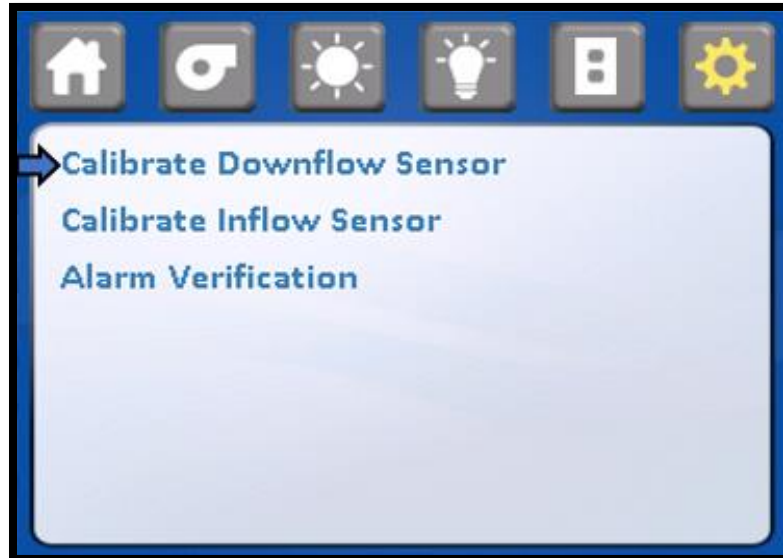 Calibrate Downflow Sensor
Calibrate Inflow Sensor
Alarm Verification